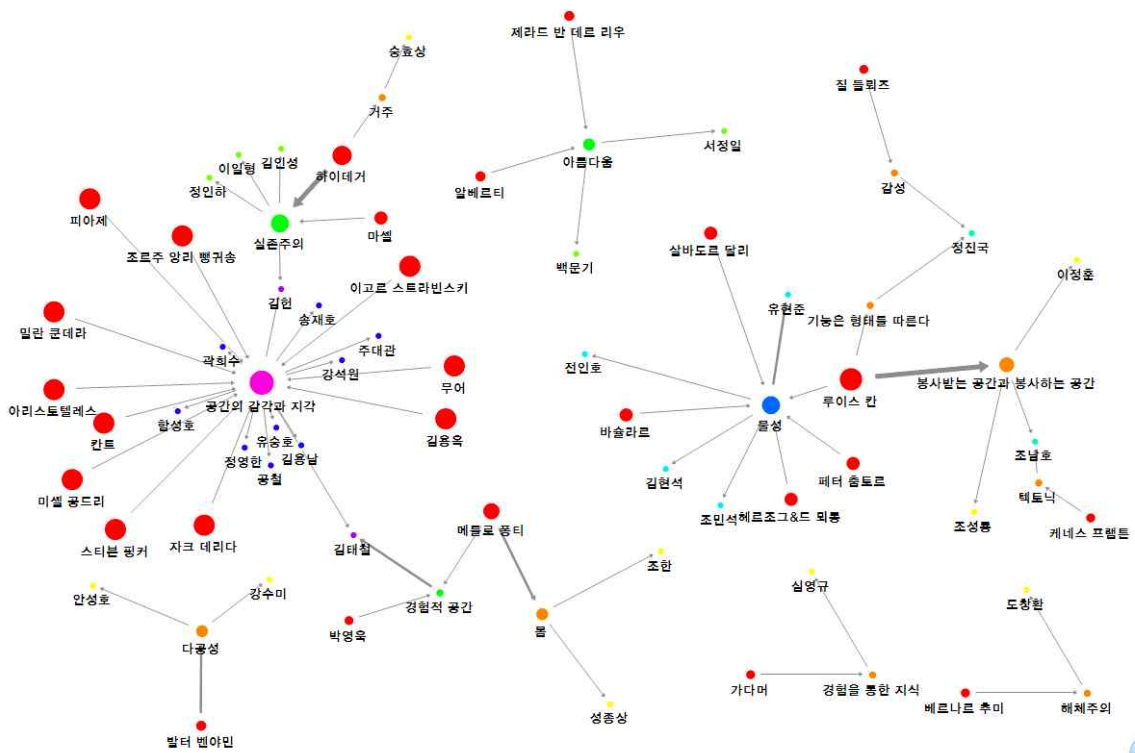 제라드 반 데르 리우
승효상
질 들뢰즈
거주
서정일
이일형
김인성
하이데거
아름다움
정인하
알베르티
감성
피아제
실존주의
마셀
조르주 앙리 뺑귀송
살바도르 달리
정진국
백문기
이정훈
이고르 스트라빈스키
김헌
유현준
밀란 쿤데라
송재호
기능은 형태를 따른다
주대관
곽희수
강석원
전인호
무어
봉사받는 공간과 봉사하는 공간
아리스토텔레스
공간의 감각과 지각
루이스 칸
함성호
물성
칸트
바슐라르
유승호
길용옥
정영한
김용남
조남호
공철
김현석
페터 춤토르
미셸 공드리
텍토닉
조민석
헤르조그&드 뫼롱
조성룡
케네스 프램튼
스티븐 핑커
자크 데리다
김태철
메를로 퐁티
조한
안성호
강수미
경험적 공간
심영규
도창환
박영욱
몸
다공성
가다머
경험을 통한 지식
베르나르 추미
해체주의
성종상
발터 벤야민